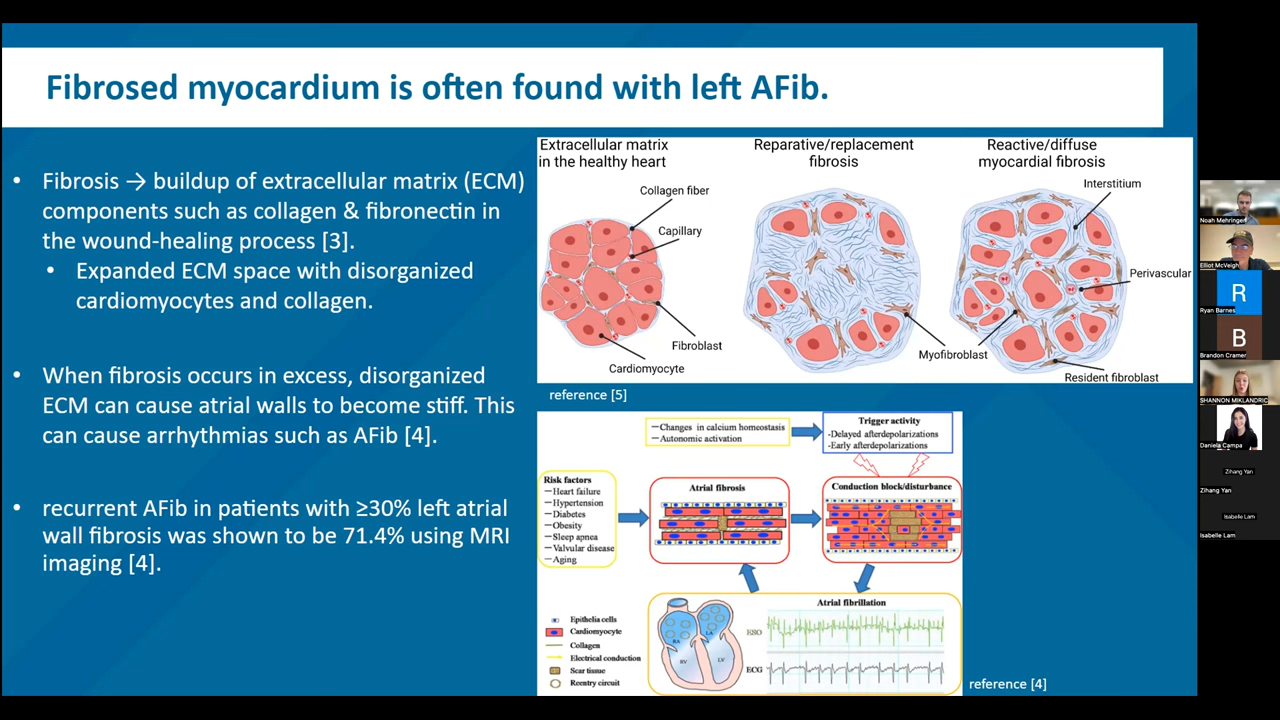 Fibrosed myocardium is often found with left AFib.
• Fibrosis → buildup of extracellular matrix (ECM)
components such as collagen & fibronectin in
the wound-healing process [3].
• Expanded ECM space with disorganized
cardiomyocytes and collagen.
• When fibrosis occurs in excess, disorganized
ECM can cause atrial walls to become stiff. This
can cause arrhythmias such as AFib [4].
• recurrent AFib in patients with ≥30% left atrial
wall fibrosis was shown to be 71.4% using MRI
imaging [4].
Extracellular matrix
in the healthy heart
Collagen fiber
Capillary
Fibroblast
Cardiomyocyte
Reparative/replacement
fibrosis
Reactive/diffuse
myocardial fibrosis
Interstitium
Perivascular
Myofibroblast
Resident fibroblast
reference [5]
—Changes in calcium homeostasis
—Autonomic activation
Trigger activity
-Delayed afterdepolarizations
-Early afterdepolarizations
Risk factors
—Heart failure
—Hypertension
—Diabetes
—Obesity
—Sleep apnea
—Valvular disease
—Aging
Atrial fibrosis
Conduction block/disturbance
Atrial fibrillation
RA
LA
RV
LV
ECG
Epithelia cells
Cardiomyocyte
Collagen
Electrical conduction
Scar tissue
Reentry circuit
reference [4]
Noah Mehringer
Elliot McVeigh
R
Ryan Barnes
B
Brandon Cramer
SHANNON MIKLANDRIC
Daniela Campa
Zihang Yan
Zihang Yan
Isabelle Lam
Isabelle Lam